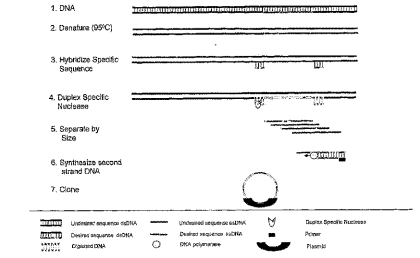 1. DNA
2. Denature (95ºC)
3. Hybridize Specific
Sequence
4. Duplex Specific
Nuclease
5. Separate by
Size
6. Synthesize second
strand DNA
7. Clone
Undesired sequence dsDNA
Undesired sequence ssDNA
Duplex Specific Nuclease
Desired sequence dsDNA
Desired sequence ssDNA
Primer
Digested DNA
DNA polymerase
Plasmid